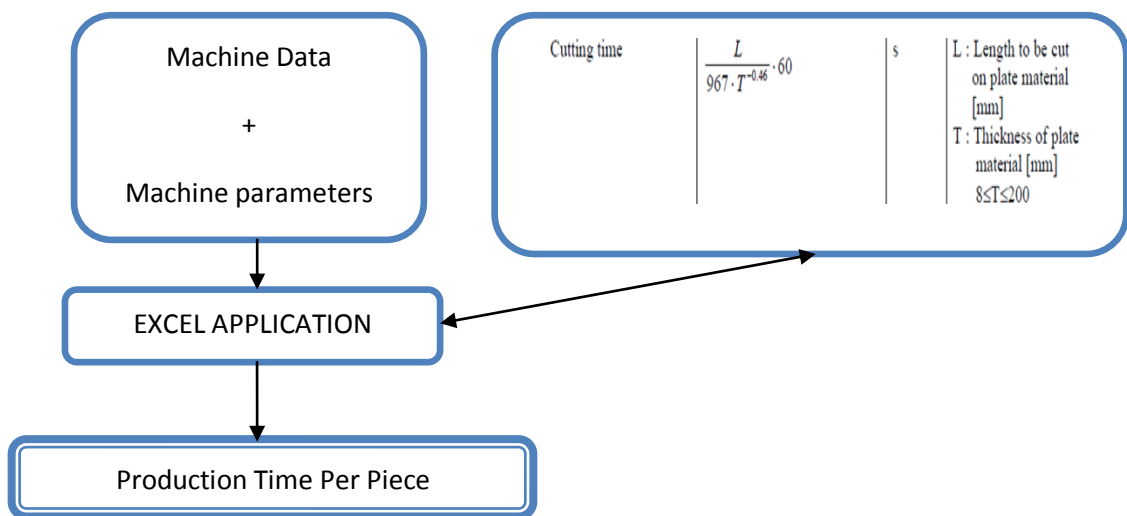 Machine Data
+
Machine parameters
Cutting time
L
967 · T^-0.46 · 60
s
L : Length to be cut
on plate material
[mm]
T : Thickness of plate
material [mm]
8≤T≤200
EXCEL APPLICATION
Production Time Per Piece